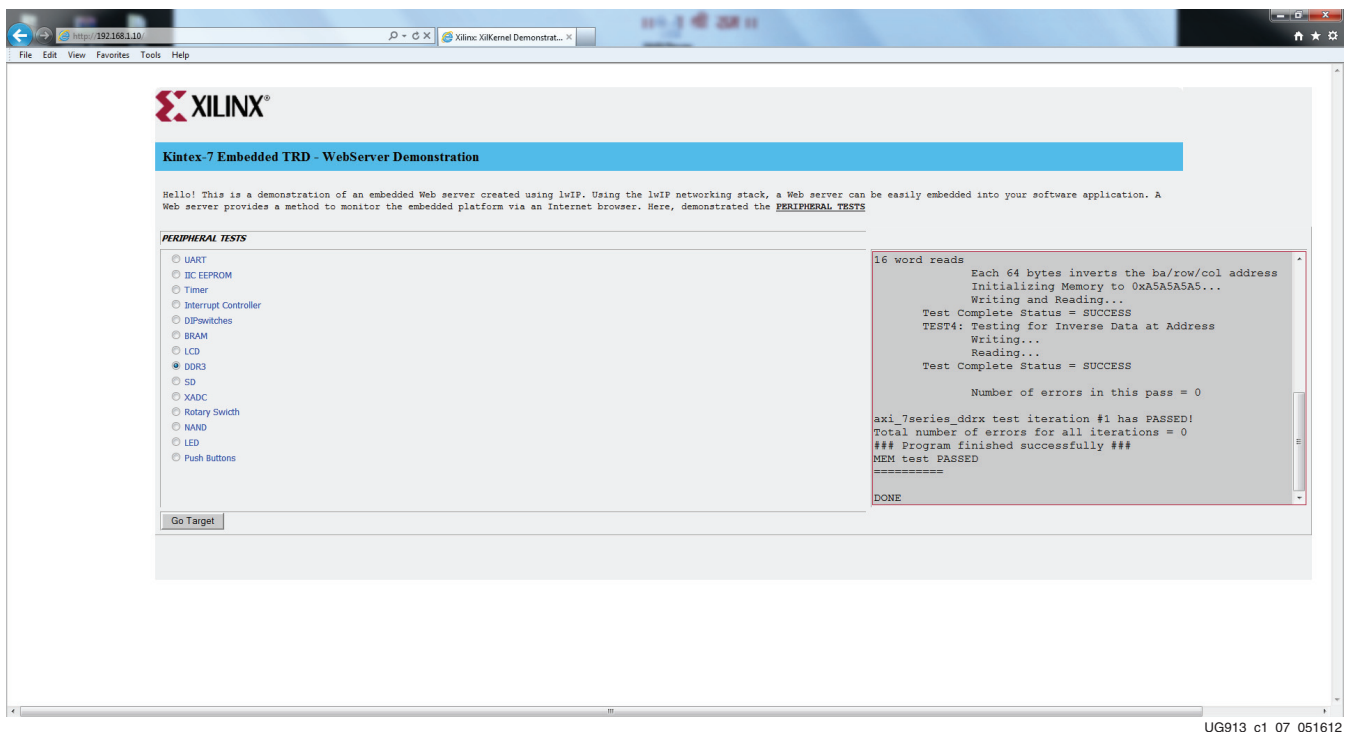 http://192.168.1.10/
Xilinx XilKernel Demonstrat...
File Edit View Favorites Tools Help
XILINX®
Kintex-7 Embedded TRD - WebServer Demonstration
Hello! This is a demonstration of an embedded Web server created using lwIP. Using the lwIP networking stack, a Web server can be easily embedded into your software application. A
Web server provides a method to monitor the embedded platform via an Internet browser. Here, demonstrated the PERIPHERAL TESTS
PERIPHERAL TESTS
UART
IIC EEPROM
Timer
Interrupt Controller
DIPswitches
BRAM
LCD
DDR3
SD
XADC
Rotary Swicth
NAND
LED
Push Buttons
Go Target
16 word reads
Each 64 bytes inverts the ba/row/col address
Initializing Memory to 0xA5A5A5A5...
Writing and Reading...
Test Complete Status = SUCCESS
TEST4: Testing for Inverse Data at Address
Writing...
Reading...
Test Complete Status = SUCCESS
Number of errors in this pass = 0
axi_7series_ddrx test iteration #1 has PASSED!
Total number of errors for all iterations = 0
### Program finished successfully ###
MEM test PASSED
==========
DONE
UG913_c1_07_051612